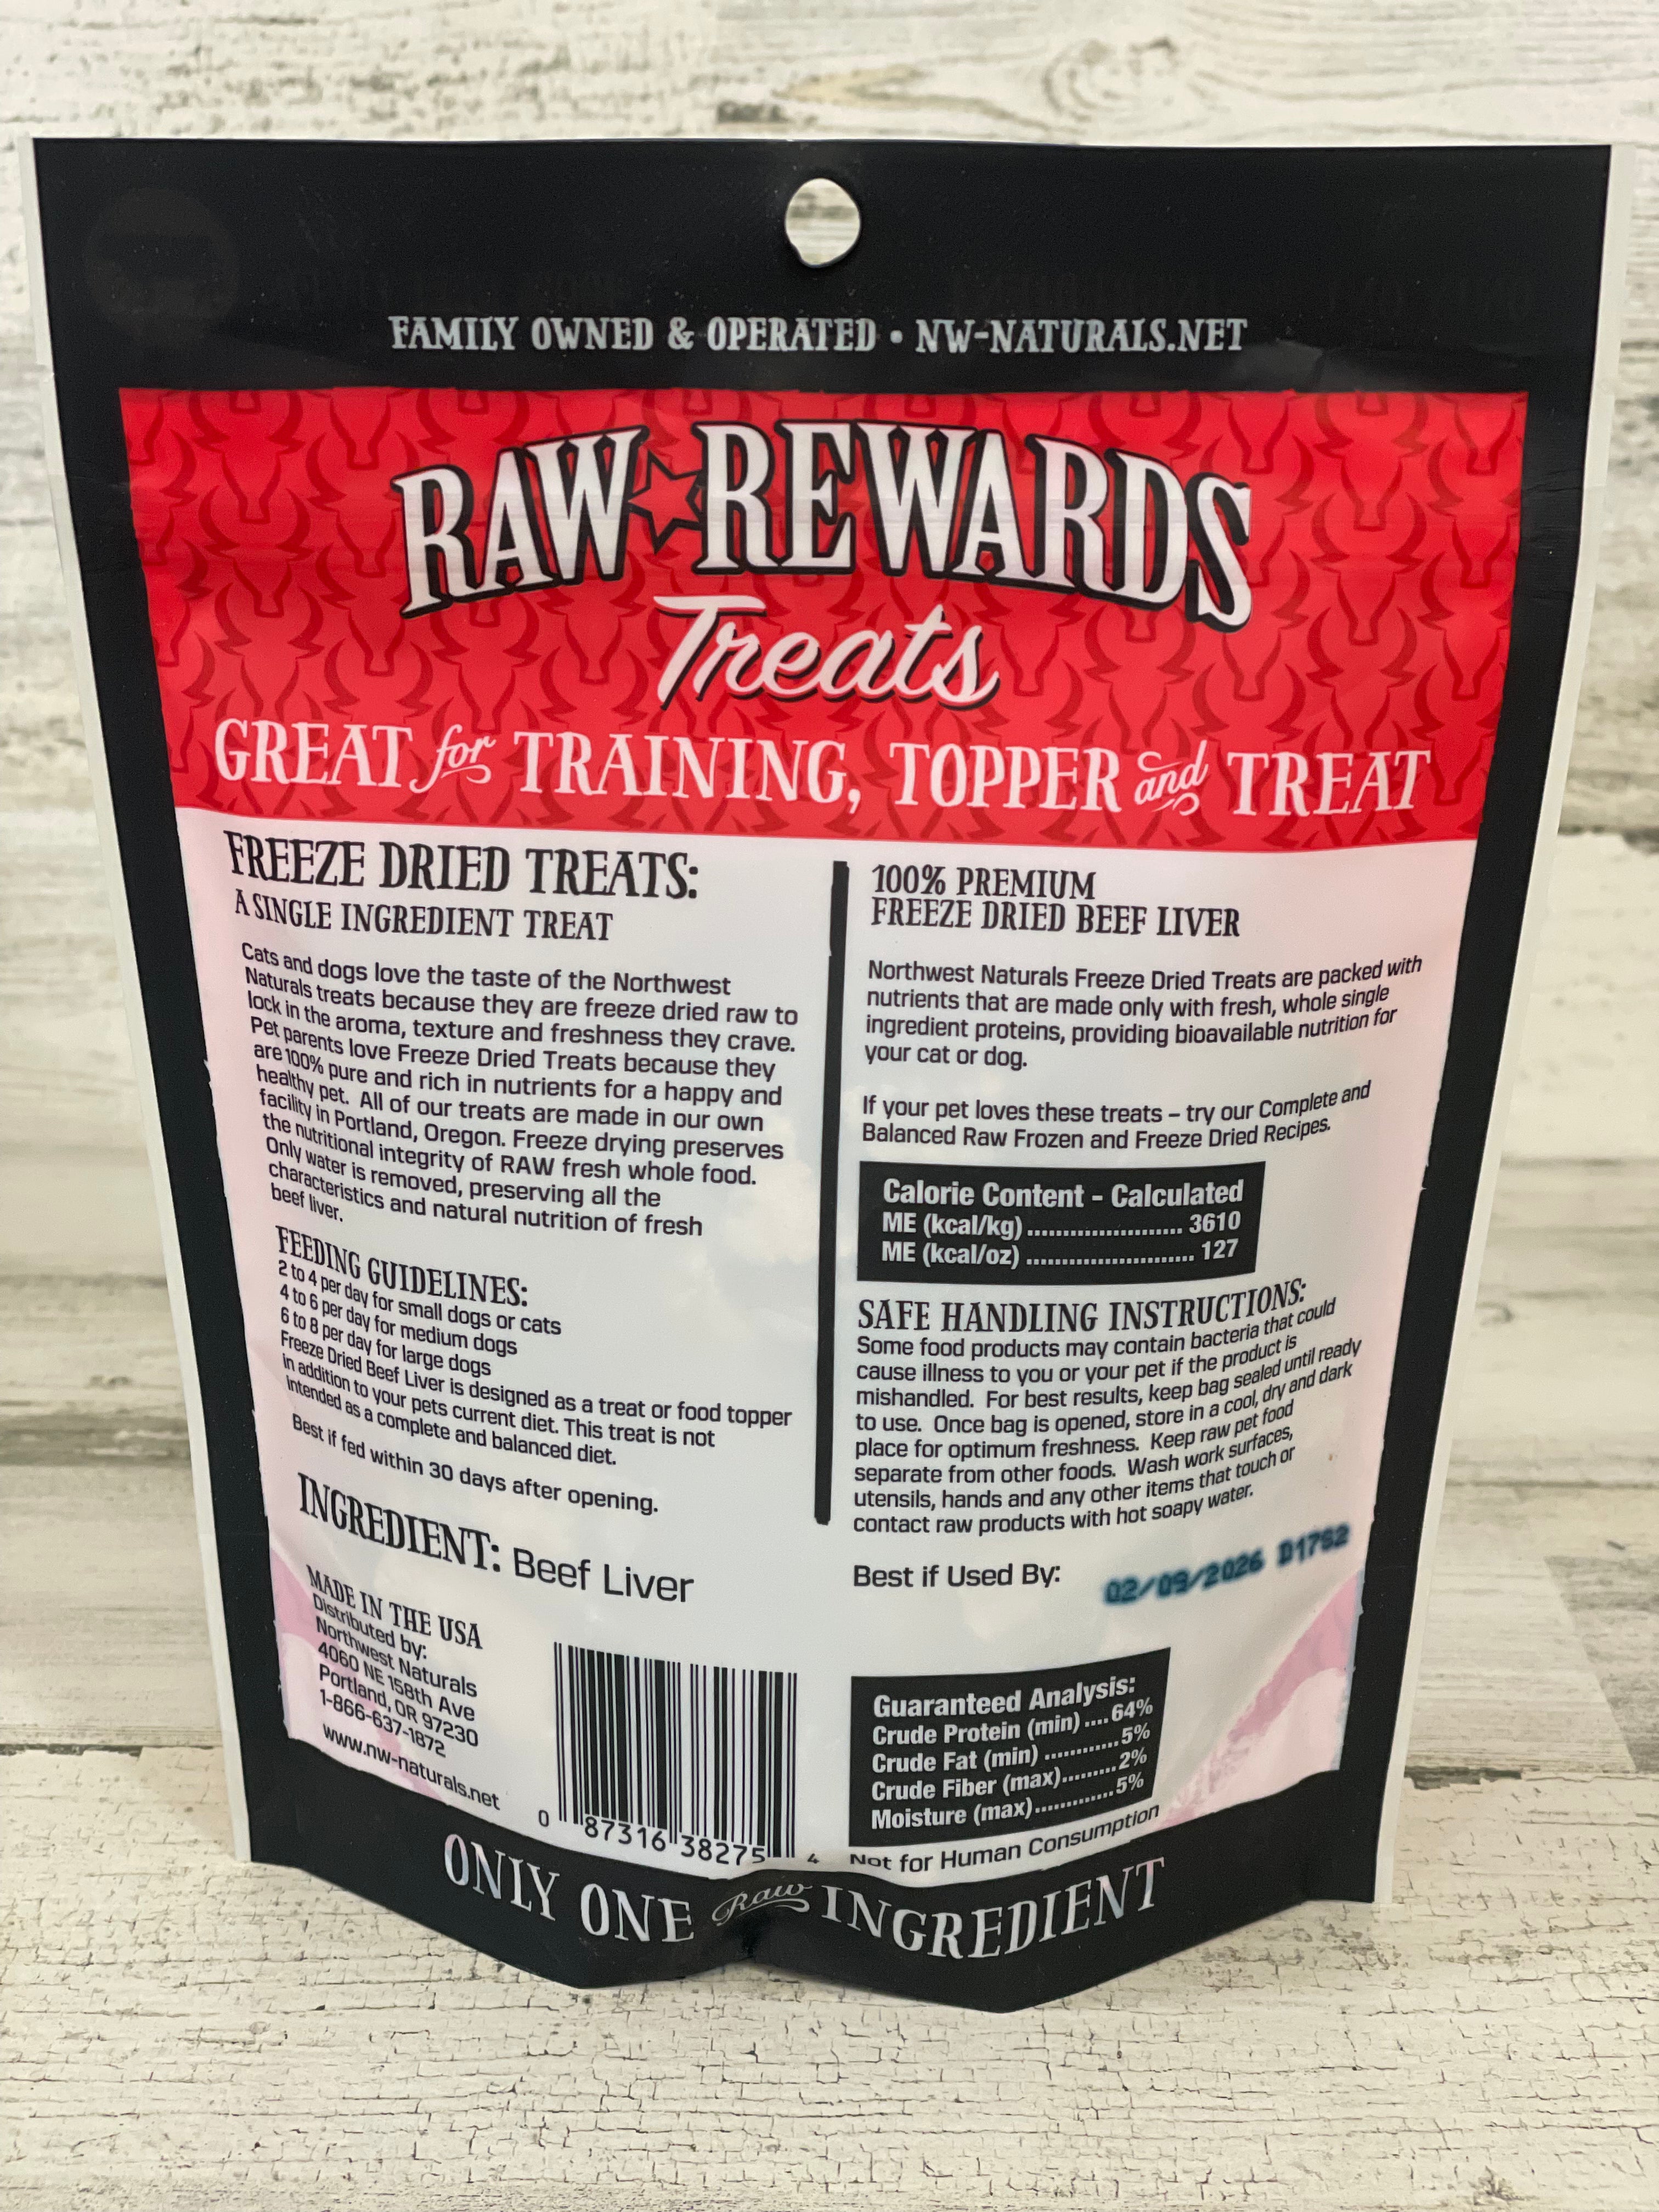 FAMILY OWNED & OPERATED • NW-NATURALS.NET
RAW REWARDS
Treats
GREAT for TRAINING, TOPPER and TREAT
FREEZE DRIED TREATS:
A SINGLE INGREDIENT TREAT
Cats and dogs love the taste of the Northwest
Naturals treats because they are freeze dried raw to
lock in the aroma, texture and freshness they crave.
Pet parents love Freeze Dried Treats because they
are 100% pure and rich in nutrients for a happy and
healthy pet. All of our treats are made in our own
facility in Portland, Oregon. Freeze drying preserves
the nutritional integrity of RAW fresh whole food.
Only water is removed, preserving all the
characteristics and natural nutrition of fresh
beef liver.
FEEDING GUIDELINES:
2 to 4 per day for small dogs or cats
4 to 6 per day for medium dogs
6 to 8 per day for large dogs
Freeze Dried Beef Liver is designed as a treat or food topper
in addition to your pets current diet. This treat is not
intended as a complete and balanced diet.
Best if fed within 30 days after opening.
INGREDIENT: Beef Liver
MADE IN THE USA
Distributed by:
Northwest Naturals
4060 NE 158th Ave
Portland, OR 97230
1-866-637-1872
www.nw-naturals.net
0 87316 38275 4
100% PREMIUM
FREEZE DRIED BEEF LIVER
Northwest Naturals Freeze Dried Treats are packed with
nutrients that are made only with fresh, whole single
ingredient proteins, providing bioavailable nutrition for
your cat or dog.
If your pet loves these treats – try our Complete and
Balanced Raw Frozen and Freeze Dried Recipes.
Calorie Content - Calculated
ME (kcal/kg) ...................... 3610
ME (kcal/oz) ........................ 127
SAFE HANDLING INSTRUCTIONS:
Some food products may contain bacteria that could
cause illness to you or your pet if the product is
mishandled. For best results, keep bag sealed until ready
to use. Once bag is opened, store in a cool, dry and dark
place for optimum freshness. Keep raw pet food
separate from other foods. Wash work surfaces,
utensils, hands and any other items that touch or
contact raw products with hot soapy water.
Best if Used By: 02/09/2026 D1762
Guaranteed Analysis:
Crude Protein (min) .... 64%
Crude Fat (min) ............ 5%
Crude Fiber (max)......... 2%
Moisture (max)............. 5%
Not for Human Consumption
ONLY ONE Raw INGREDIENT